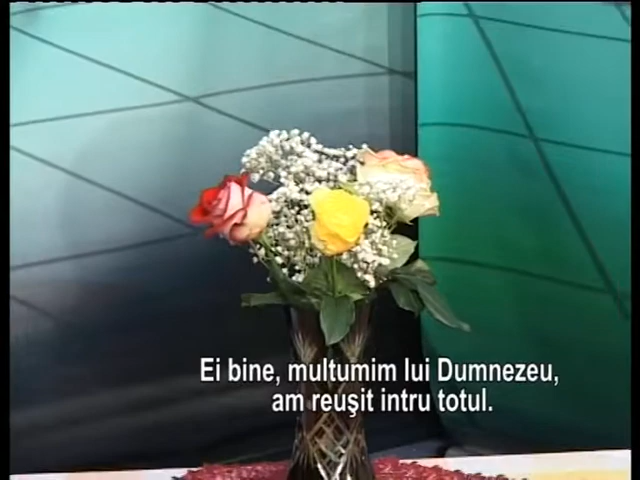 Ei bine, multumim lui Dumnezeu,
am reuşit intru totul.